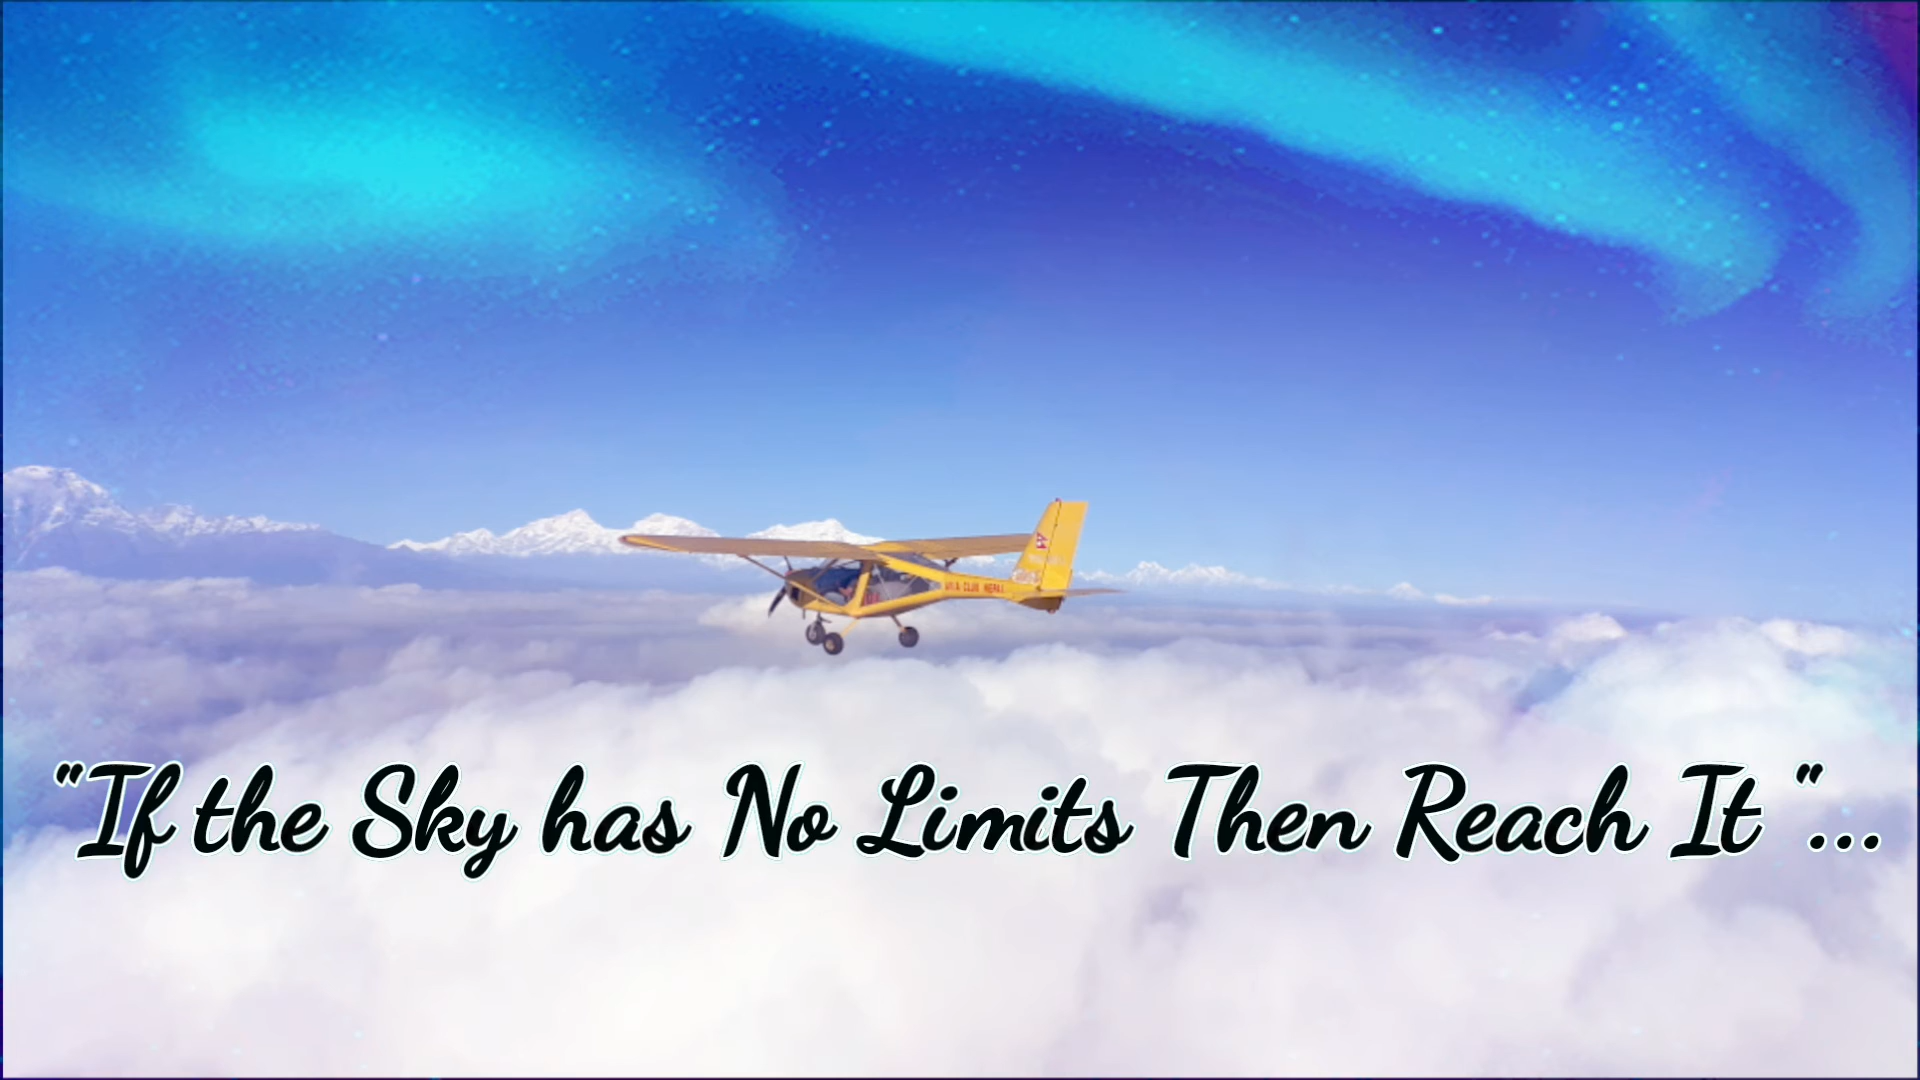 “If the Sky has No Limits Then Reach It “...